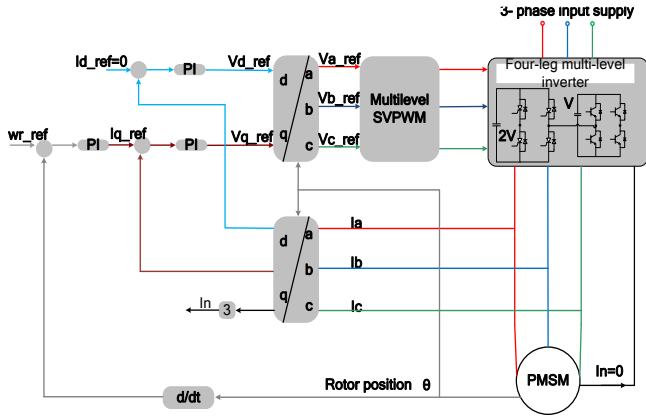 3- phase input supply
Id_ref=0
PI
Vd_ref
Va_ref
Four-leg multi-level
inverter
d
a
Vb_ref
Multilevel
SVPWM
b
V
2V
wr_ref
PI
Iq_ref
PI
Vq_ref
q
c
Vc_ref
d
a
Ia
b
Ib
In
3
q
c
Ic
d/dt
Rotor position θ
PMSM
In=0